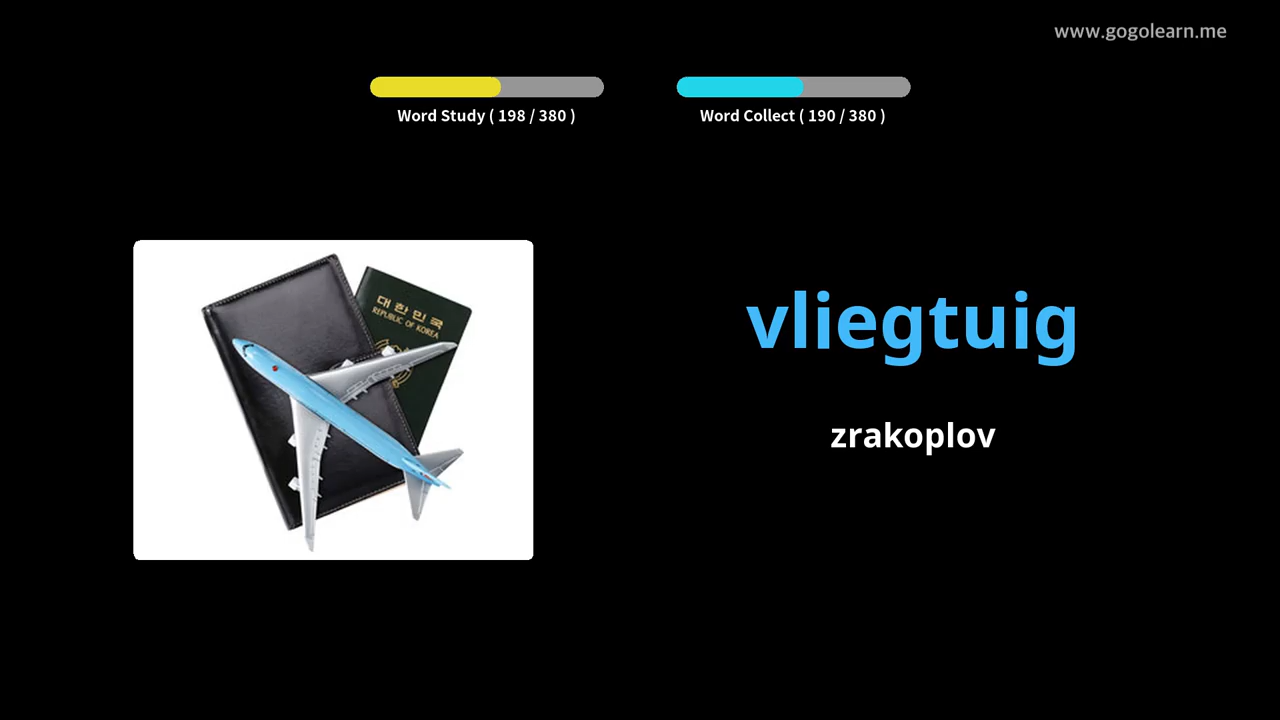 www.gogolearn.me
Word Study ( 198 / 380 )
Word Collect ( 190 / 380 )
대한민국
REPUBLIC OF KOREA
vliegtuig
zrakoplov